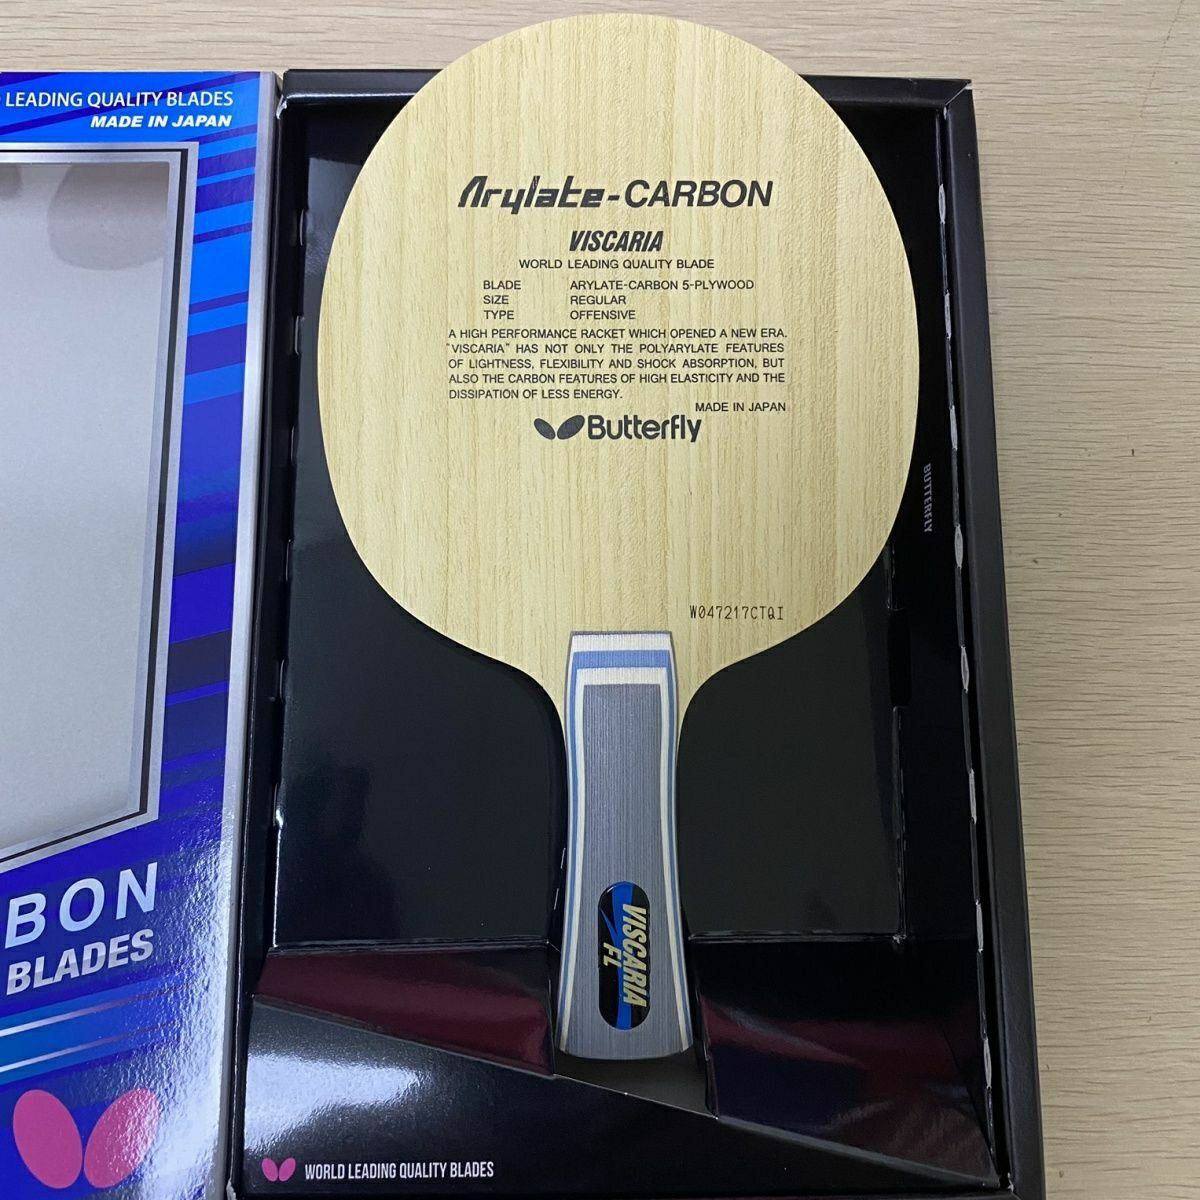 LEADING QUALITY BLADES
MADE IN JAPAN
BON
BLADES
Arylate-CARBON
VISCARIA
WORLD LEADING QUALITY BLADE
BLADE ARYLATE-CARBON 5-PLYWOOD
SIZE REGULAR
TYPE OFFENSIVE
A HIGH PERFORMANCE RACKET WHICH OPENED A NEW ERA.
"VISCARIA" HAS NOT ONLY THE POLYARYLATE FEATURES
OF LIGHTNESS, FLEXIBILITY AND SHOCK ABSORPTION, BUT
ALSO THE CARBON FEATURES OF HIGH ELASTICITY AND THE
DISSIPATION OF LESS ENERGY.
MADE IN JAPAN
Butterfly
BUTTERFLY
W047217CTQI
VISCARIA
FL
WORLD LEADING QUALITY BLADES